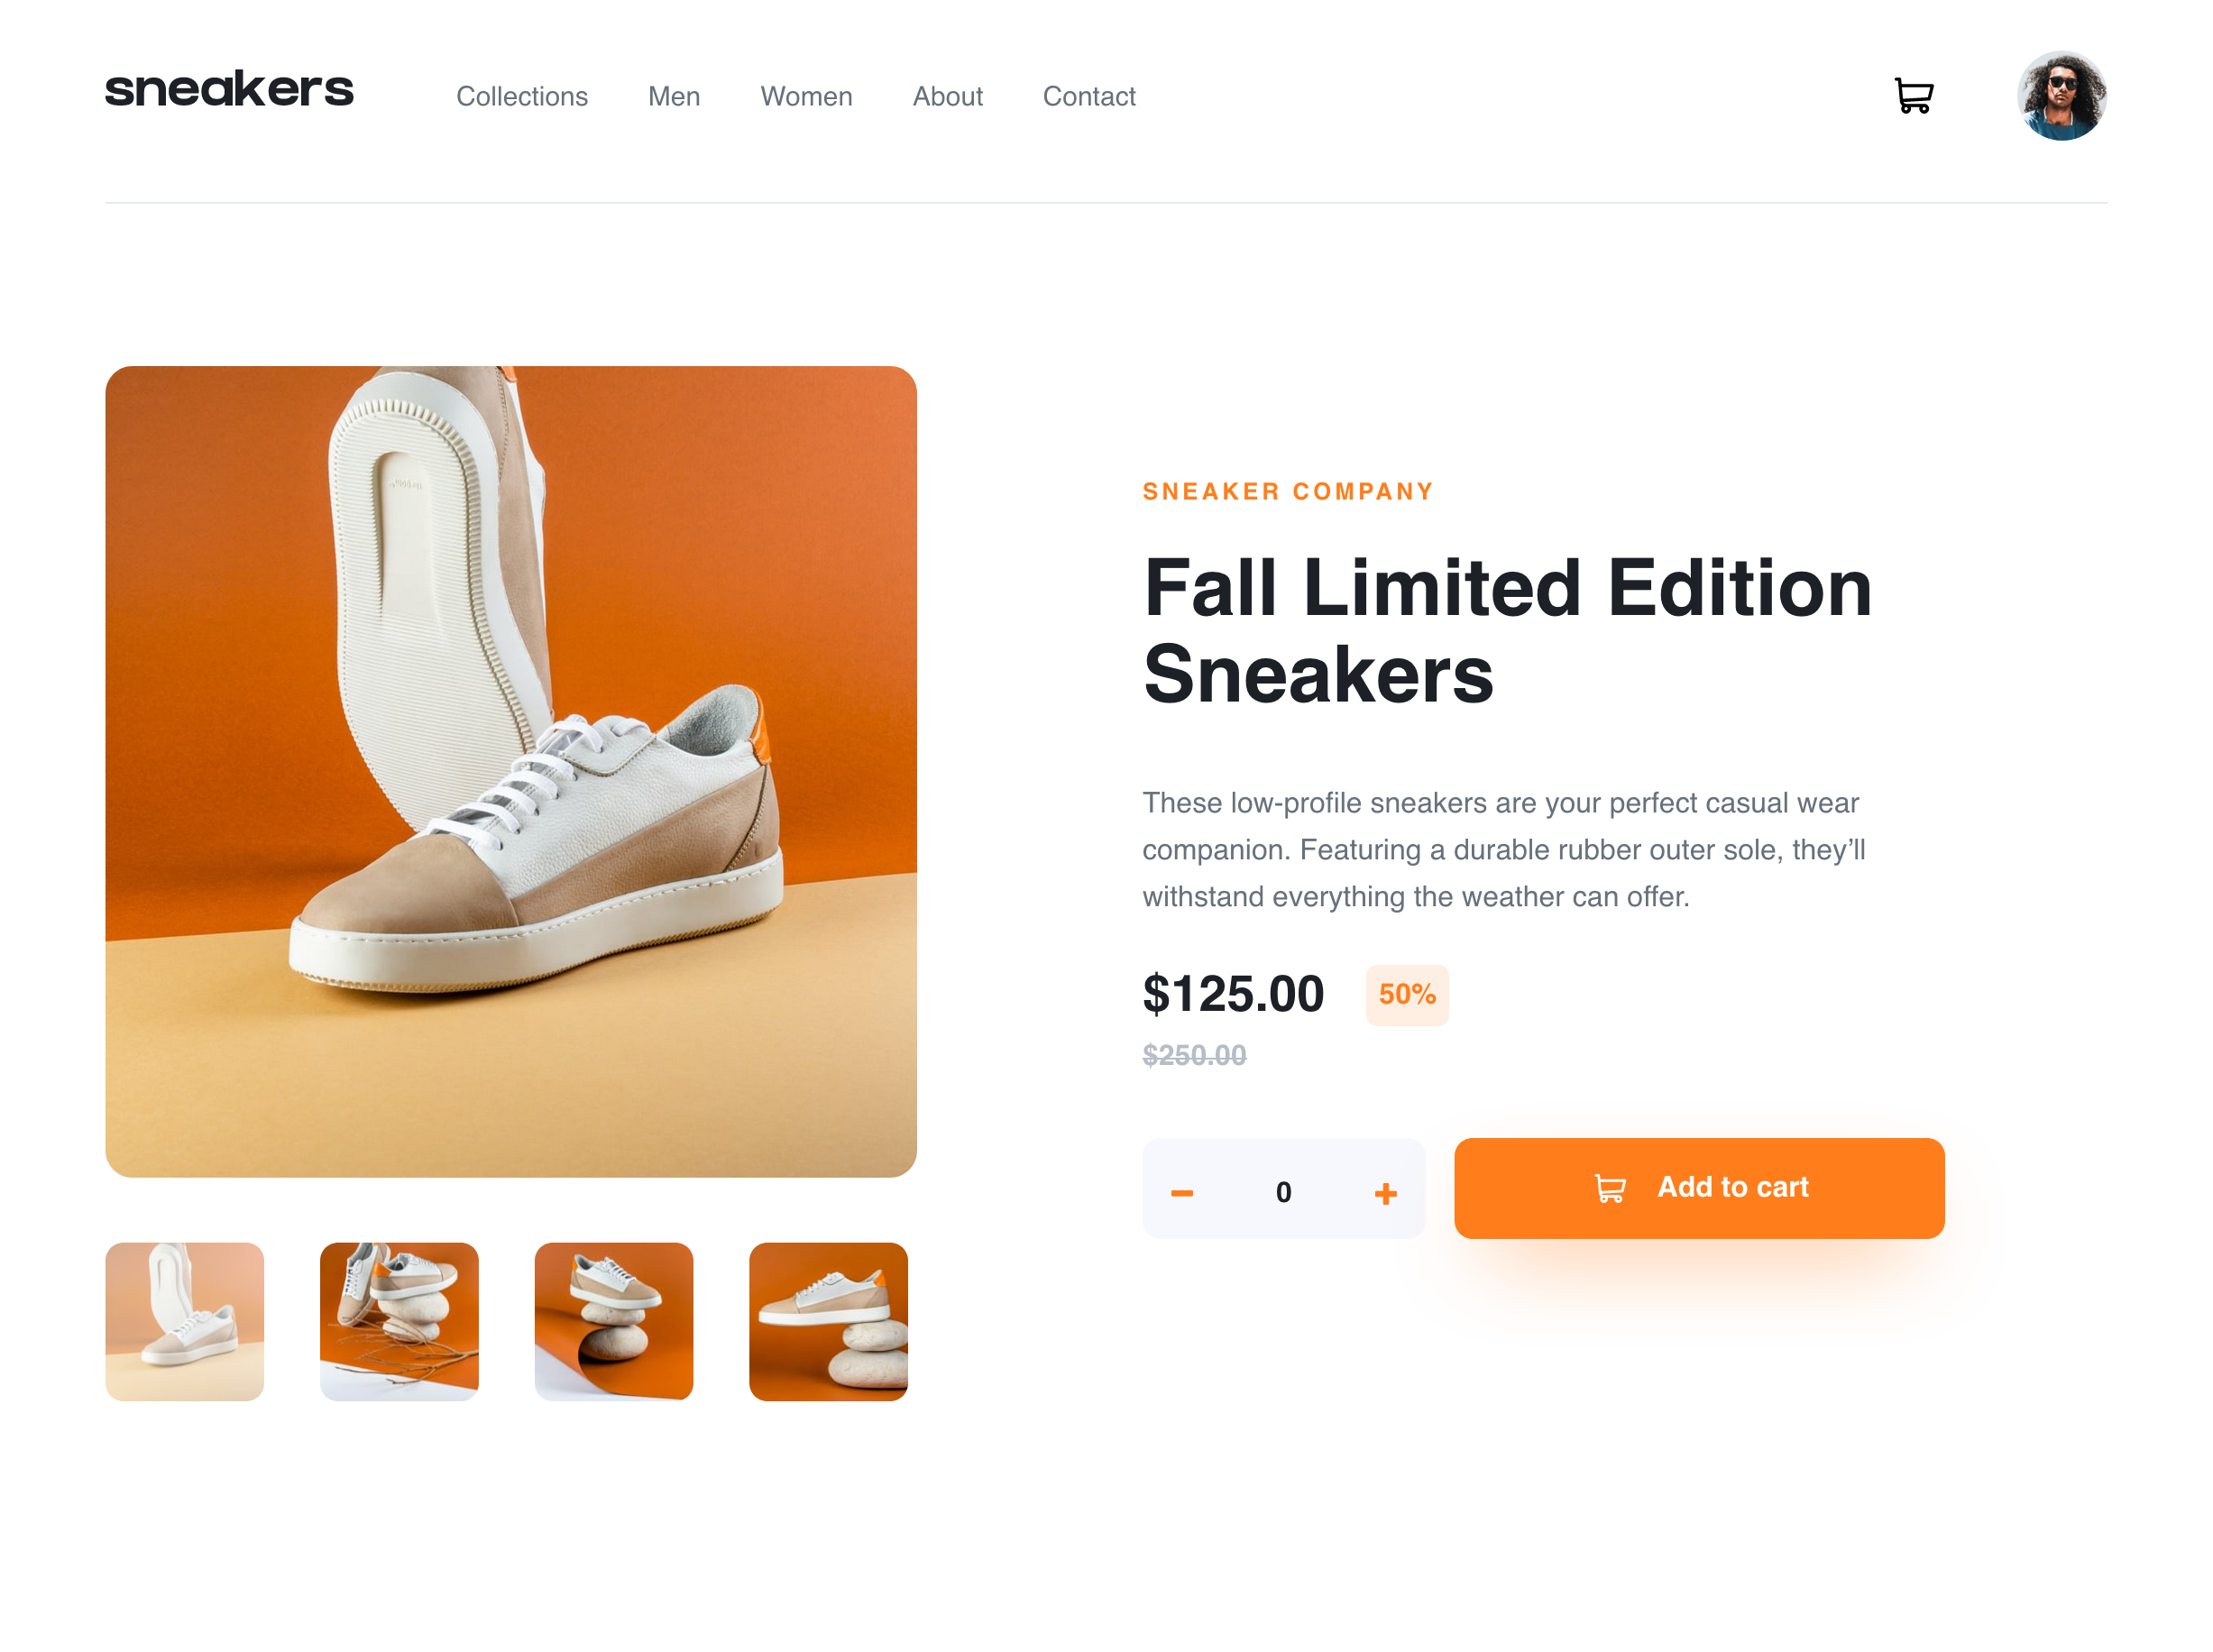 sneakers
Collections Men Women About Contact
SNEAKER COMPANY
Fall Limited Edition
Sneakers
These low-profile sneakers are your perfect casual wear
companion. Featuring a durable rubber outer sole, they’ll
withstand everything the weather can offer.
$125.00 50%
$250.00
0
Add to cart